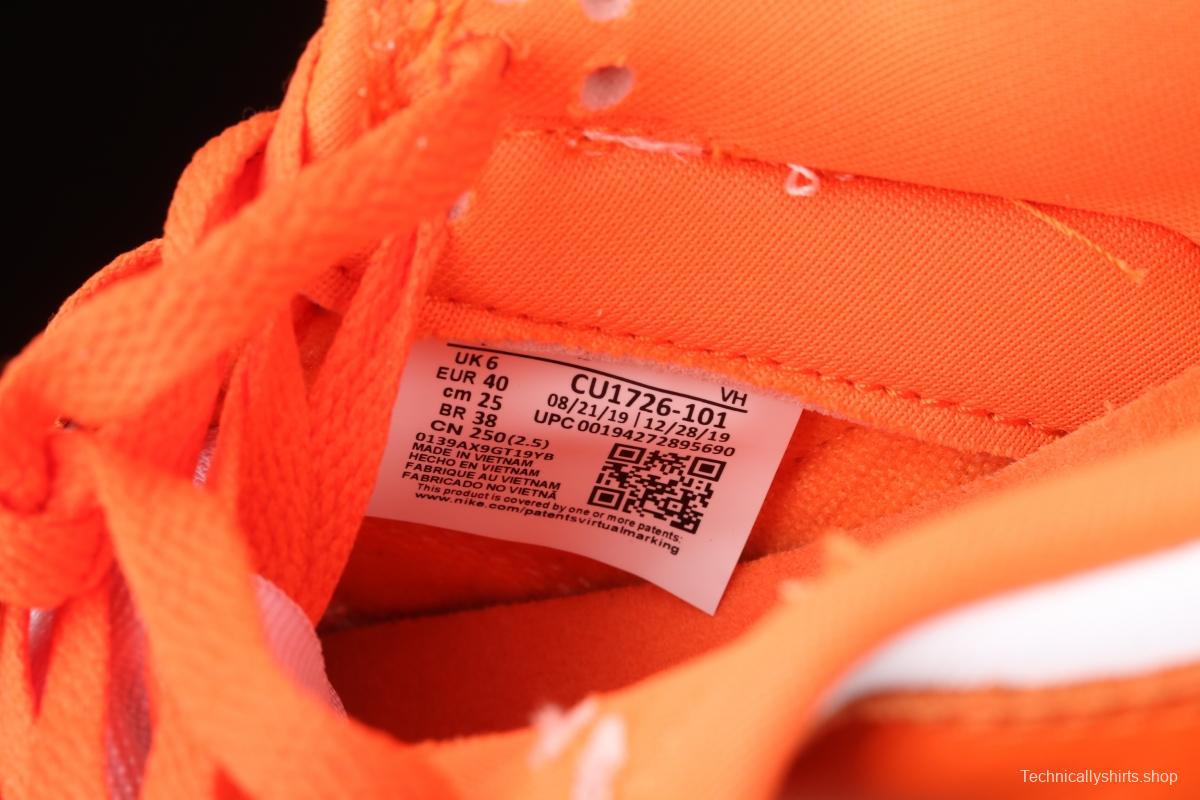 UK 6
EUR 40
cm 25
BR 38
CN 250(2.5)
VH
CU1726-101
08/21/19 | 12/28/19
UPC 00194272895690
0139AX9GT19YB
MADE IN VIETNAM
HECHO EN VIETNAM
FABRIQUE AU VIETNAM
FABRICADO NO VIETNÃ
This product is covered by one or more patents:
www.nike.com/patentsvirtualmarking
Technicallyshirts.shop